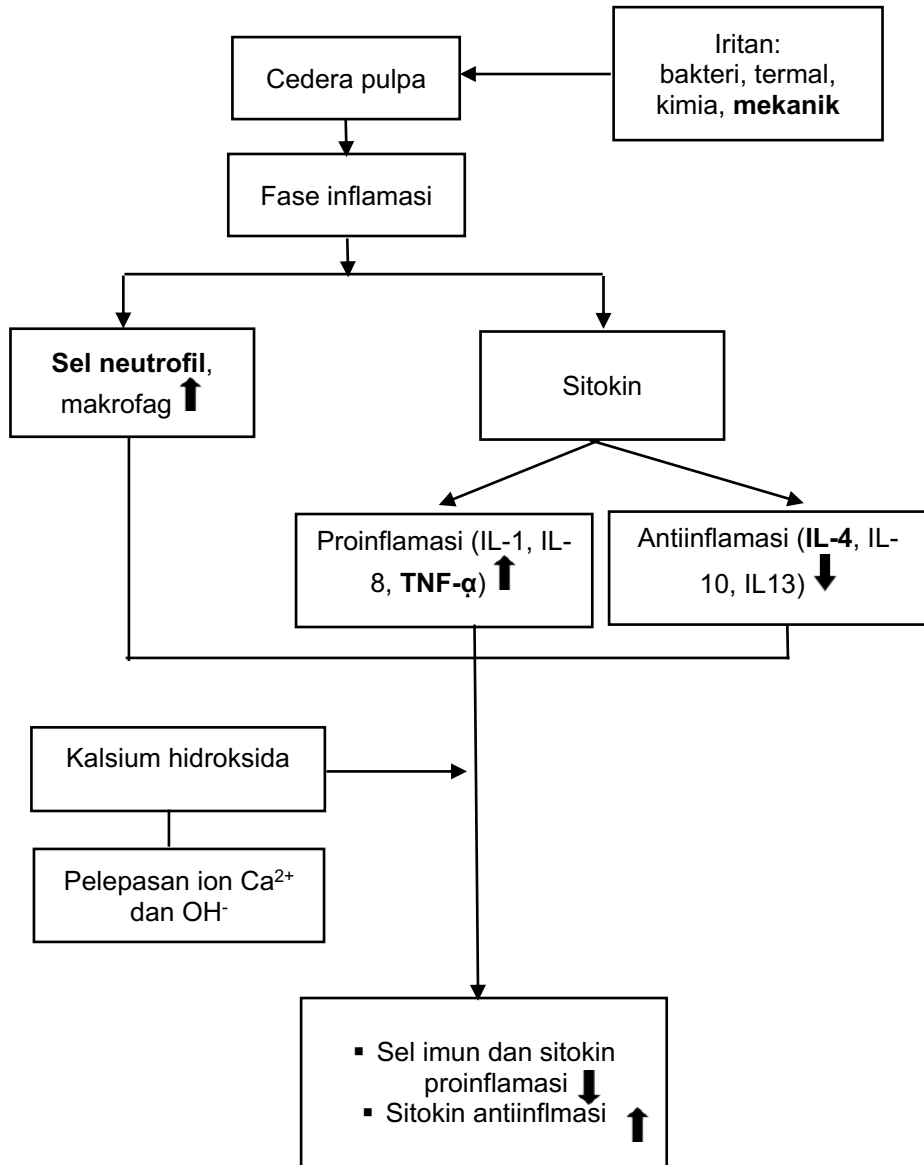 Iritan:
bakteri, termal,
kimia, mekanik
Cedera pulpa
Fase inflamasi
Sel neutrofil,
makrofag
Sitokin
Proinflamasi (IL-1, IL-
8, TNF-α̣)
Antiinflamasi (IL-4, IL-
10, IL13)
Kalsium hidroksida
Pelepasan ion Ca²⁺
dan OH⁻
▪ Sel imun dan sitokin
proinflamasi
▪ Sitokin antiinflmasi